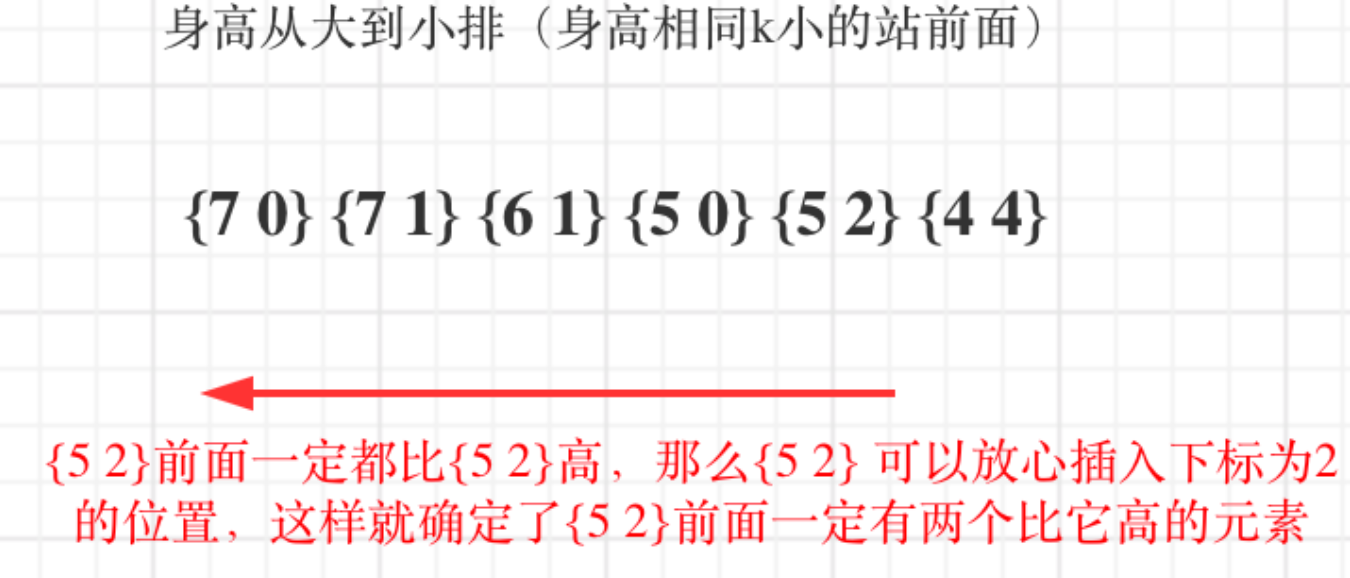 身高从大到小排（身高相同k小的站前面）
{7 0} {7 1} {6 1} {5 0} {5 2} {4 4}
{5 2}前面一定都比{5 2}高，那么{5 2} 可以放心插入下标为2
的位置，这样就确定了{5 2}前面一定有两个比它高的元素